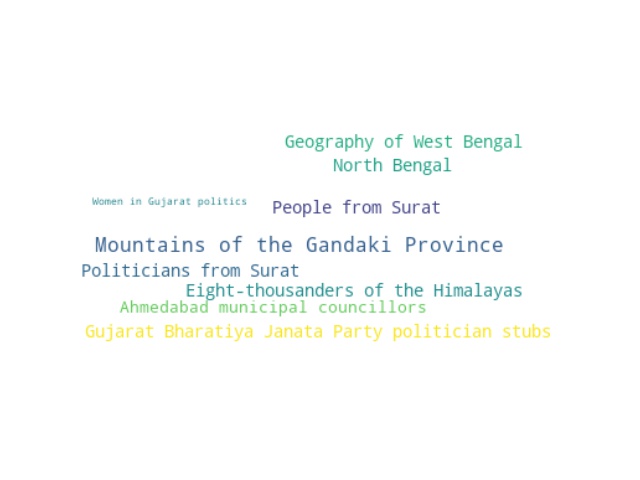 Geography of West Bengal
North Bengal
Women in Gujarat politics
People from Surat
Mountains of the Gandaki Province
Politicians from Surat
Eight-thousanders of the Himalayas
Ahmedabad municipal councillors
Gujarat Bharatiya Janata Party politician stubs